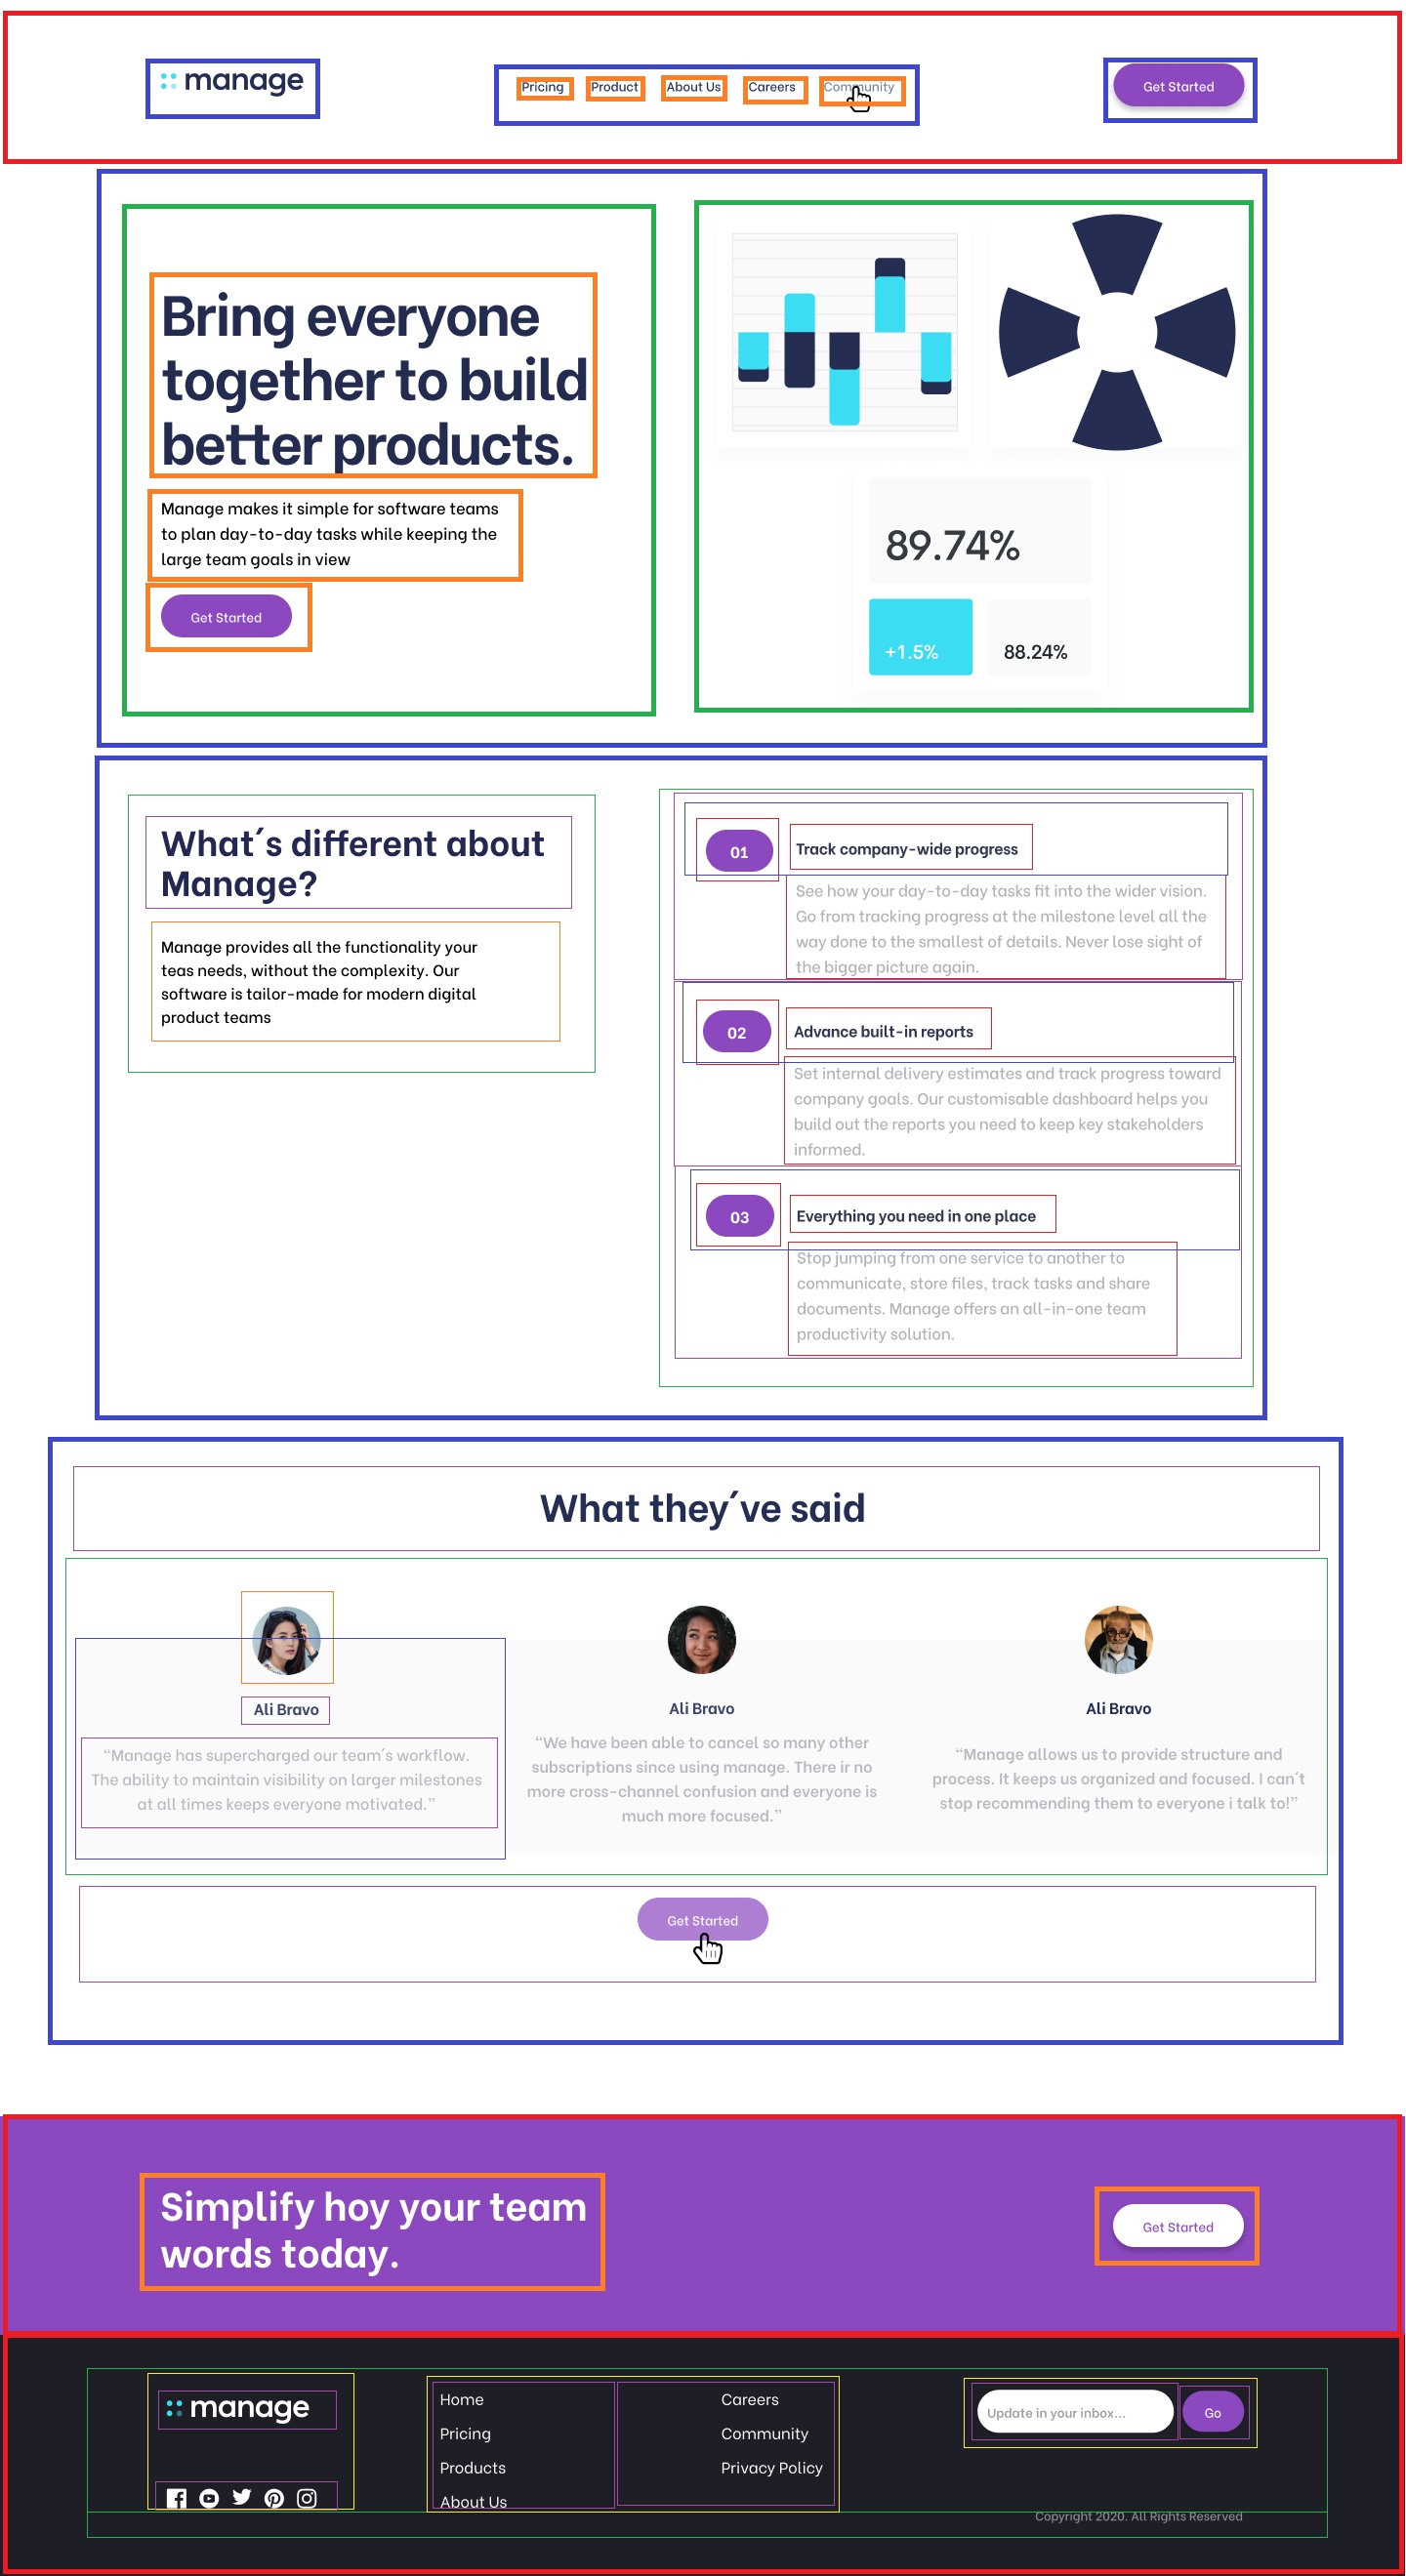 manage
Pricing Product About Us Careers Community
Get Started
Bring everyone
together to build
better products.
Manage makes it simple for software teams
to plan day-to-day tasks while keeping the
large team goals in view
Get Started
89.74%
+1.5%
88.24%
What´s different about
Manage?
Manage provides all the functionality your
teas needs, without the complexity. Our
software is tailor-made for modern digital
product teams
01
Track company-wide progress
See how your day-to-day tasks fit into the wider vision.
Go from tracking progress at the milestone level all the
way done to the smallest of details. Never lose sight of
the bigger picture again.
02
Advance built-in reports
Set internal delivery estimates and track progress toward
company goals. Our customisable dashboard helps you
build out the reports you need to keep key stakeholders
informed.
03
Everything you need in one place
Stop jumping from one service to another to
communicate, store files, track tasks and share
documents. Manage offers an all-in-one team
productivity solution.
What they´ve said
Ali Bravo
“Manage has supercharged our team´s workflow.
The ability to maintain visibility on larger milestones
at all times keeps everyone motivated.”
Ali Bravo
“We have been able to cancel so many other
subscriptions since using manage. There ir no
more cross-channel confusion and everyone is
much more focused.”
Ali Bravo
“Manage allows us to provide structure and
process. It keeps us organized and focused. I can´t
stop recommending them to everyone i talk to!”
Get Started
Simplify hoy your team
words today.
Get Started
manage
Home
Pricing
Products
About Us
Careers
Community
Privacy Policy
Update in your inbox...
Go
Copyright 2020. All Rights Reserved